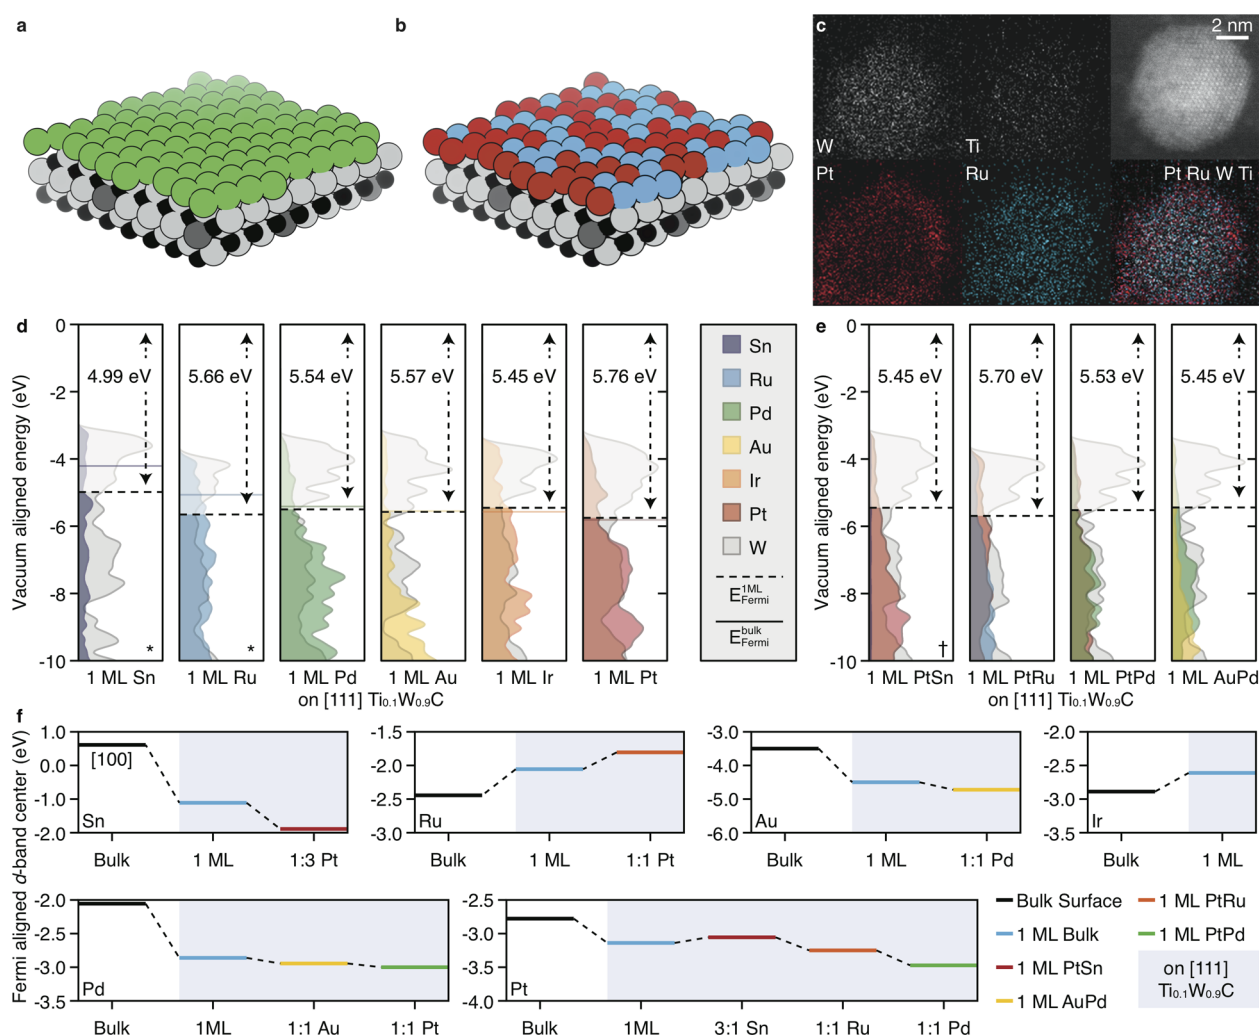 a
b
c
2 nm
W
Ti
Pt
Ru
Pt Ru W Ti
d
Vacuum aligned energy (eV)
0
-2
-4
-6
-8
-10
4.99 eV
5.66 eV
5.54 eV
5.57 eV
5.45 eV
5.76 eV
*
*
1 ML Sn
1 ML Ru
1 ML Pd
1 ML Au
1 ML Ir
1 ML Pt
on [111] Ti0.1W0.9C
Sn
Ru
Pd
Au
Ir
Pt
W
E 1ML Fermi
E bulk Fermi
e
Vacuum aligned energy (eV)
0
-2
-4
-6
-8
-10
5.45 eV
5.70 eV
5.53 eV
5.45 eV
†
1 ML PtSn
1 ML PtRu
1 ML PtPd
1 ML AuPd
on [111] Ti0.1W0.9C
f
Fermi aligned d-band center (eV)
1.0
0.0
-1.0
-2.0
[100]
Sn
Bulk
1 ML
1:3 Pt
-1.5
-2.0
-2.5
-3.0
Ru
Bulk
1 ML
1:1 Pt
-3.0
-4.0
-5.0
-6.0
Au
Bulk
1 ML
1:1 Pd
-2.0
-2.5
-3.0
-3.5
Ir
Bulk
1 ML
-2.0
-2.5
-3.0
-3.5
Pd
Bulk
1ML
1:1 Au
1:1 Pt
-2.5
-3.0
-3.5
-4.0
Pt
Bulk
1ML
3:1 Sn
1:1 Ru
1:1 Pd
Bulk Surface
1 ML Bulk
1 ML PtSn
1 ML AuPd
1 ML PtRu
1 ML PtPd
on [111]
Ti0.1W0.9C